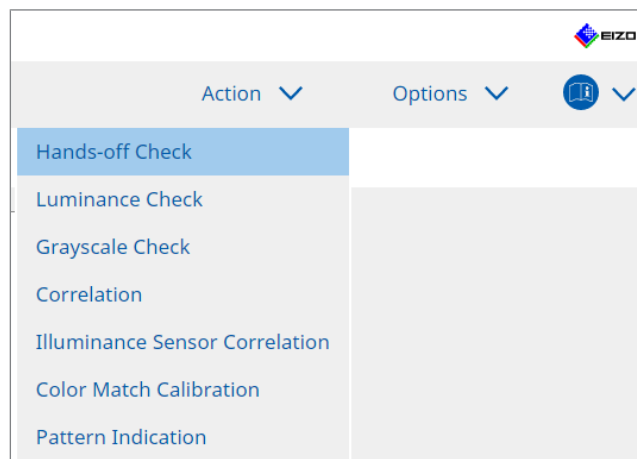 EIZO
Action Options
Hands-off Check
Luminance Check
Grayscale Check
Correlation
Illuminance Sensor Correlation
Color Match Calibration
Pattern Indication